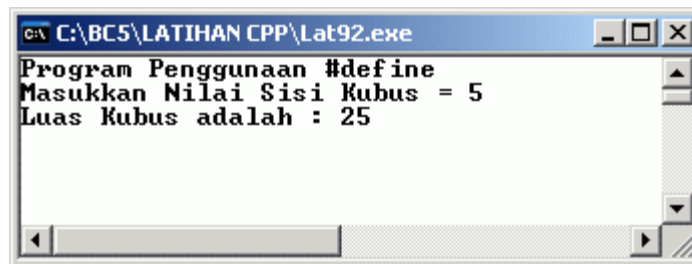 C:\BC5\LATIHAN CPP\Lat92.exe
Program Penggunaan #define
Masukkan Nilai Sisi Kubus = 5
Luas Kubus adalah : 25